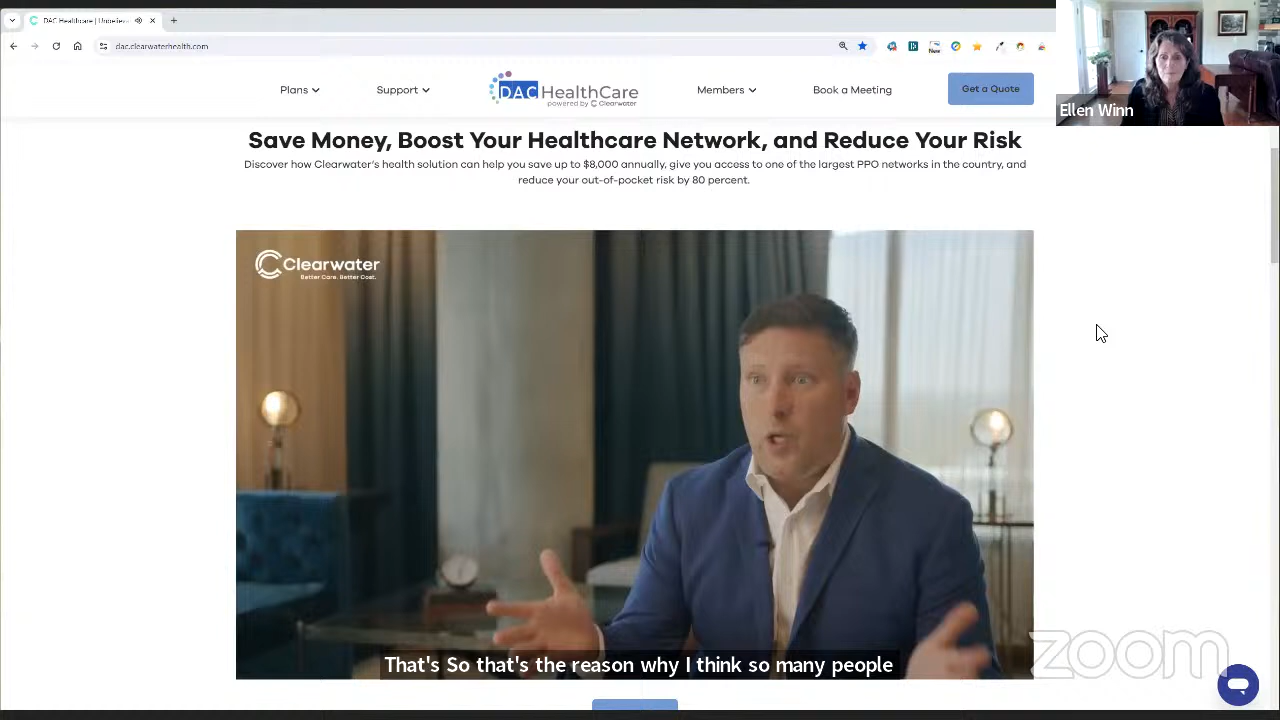 DAC Healthcare | Unbelieva
dac.clearwaterhealth.com
Ellen Winn
Plans
Support
DAC HealthCare
powered by Clearwater
Members
Book a Meeting
Get a Quote
Save Money, Boost Your Healthcare Network, and Reduce Your Risk
Discover how Clearwater's health solution can help you save up to $8,000 annually, give you access to one of the largest PPO networks in the country, and
reduce your out-of-pocket risk by 80 percent.
Clearwater
Better Care. Better Cost.
That's So that's the reason why I think so many people
zoom